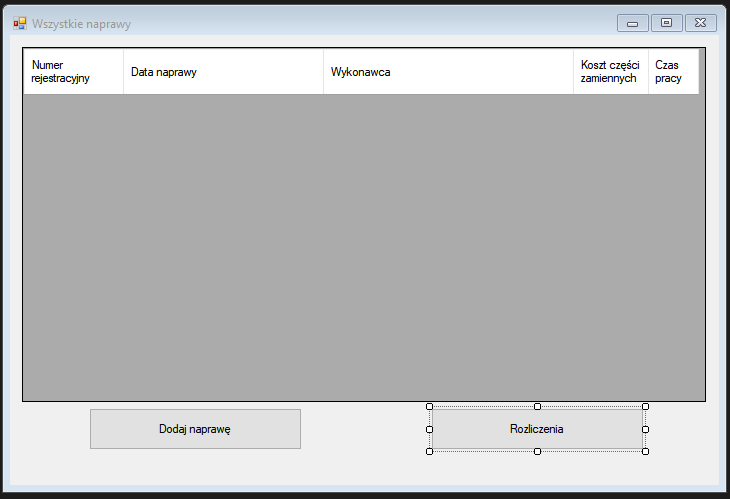 Wszystkie naprawy
Numer
rejestracyjny
Data naprawy
Wykonawca
Koszt części
zamiennych
Czas
pracy
Dodaj naprawę
Rozliczenia